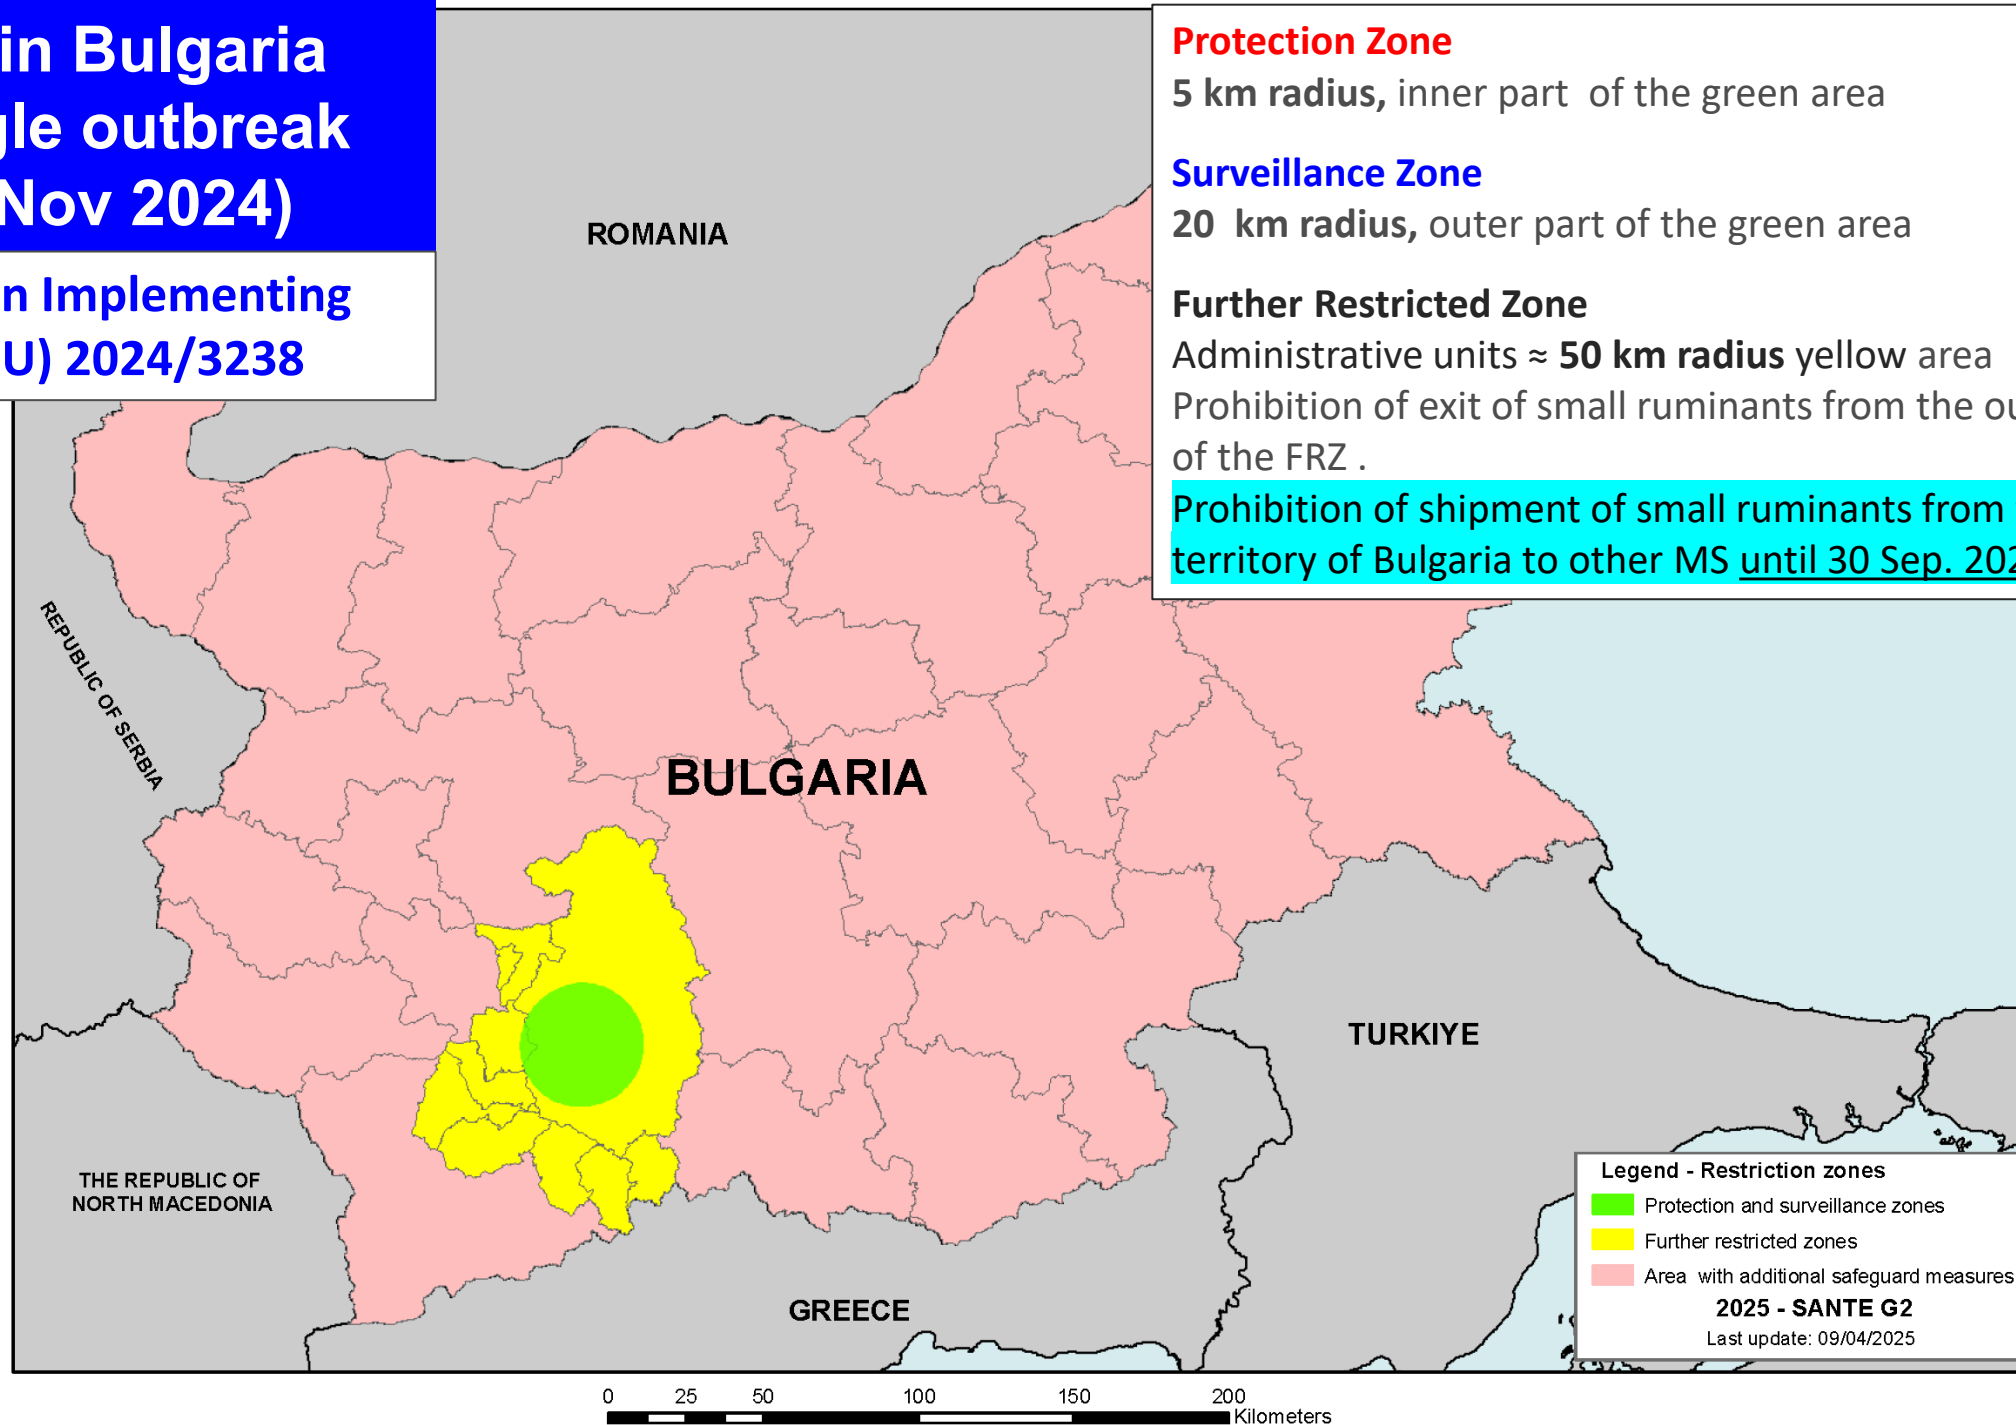 in Bulgaria
gle outbreak
Nov 2024)
n Implementing
U) 2024/3238
Protection Zone
5 km radius, inner part of the green area
Surveillance Zone
20 km radius, outer part of the green area
Further Restricted Zone
Administrative units ≈ 50 km radius yellow area
Prohibition of exit of small ruminants from the ou
of the FRZ .
Prohibition of shipment of small ruminants from
territory of Bulgaria to other MS until 30 Sep. 202
ROMANIA
REPUBLIC OF SERBIA
BULGARIA
TURKIYE
THE REPUBLIC OF
NORTH MACEDONIA
GREECE
Legend - Restriction zones
Protection and surveillance zones
Further restricted zones
Area with additional safeguard measures
2025 - SANTE G2
Last update: 09/04/2025
0 25 50 100 150 200
Kilometers